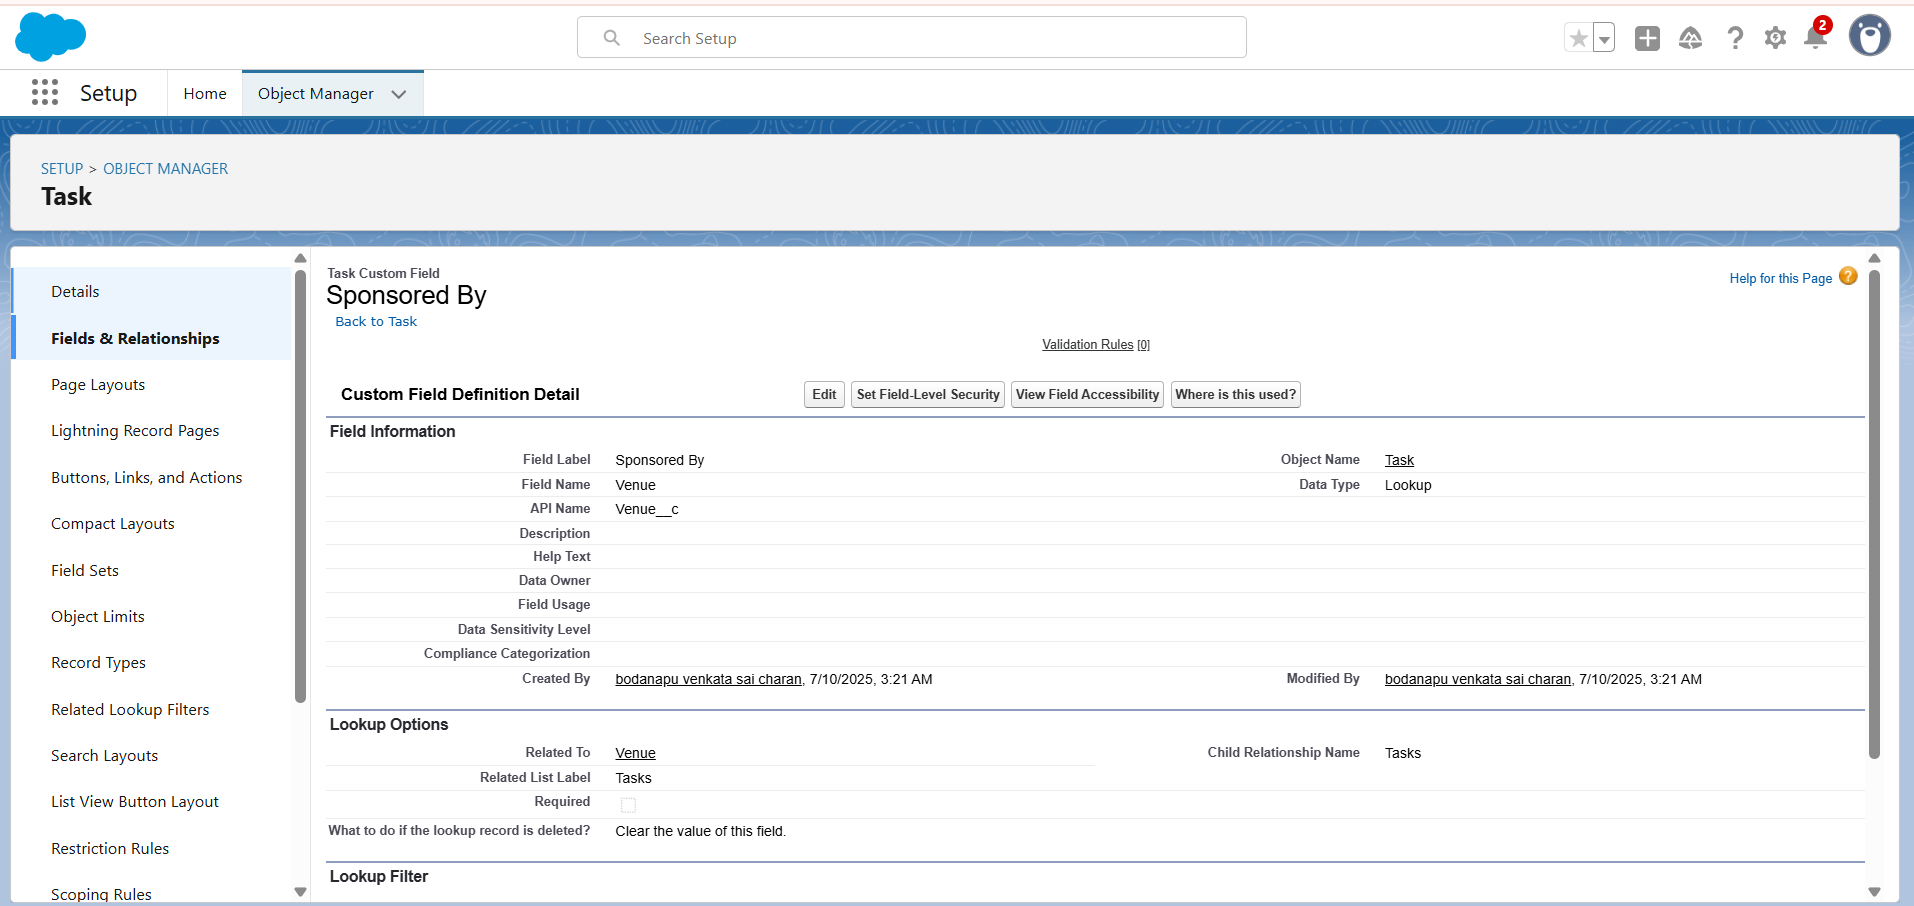 Search Setup
2
Setup
Home
Object Manager
SETUP > OBJECT MANAGER
Task
Details
Fields & Relationships
Page Layouts
Lightning Record Pages
Buttons, Links, and Actions
Compact Layouts
Field Sets
Object Limits
Record Types
Related Lookup Filters
Search Layouts
List View Button Layout
Restriction Rules
Scoping Rules
Task Custom Field
Sponsored By
Back to Task
Help for this Page ?
Validation Rules [0]
Custom Field Definition Detail
Edit
Set Field-Level Security
View Field Accessibility
Where is this used?
Field Information
Field Label Sponsored By Object Name Task
Field Name Venue Data Type Lookup
API Name Venue__c
Description
Help Text
Data Owner
Field Usage
Data Sensitivity Level
Compliance Categorization
Created By bodanapu venkata sai charan, 7/10/2025, 3:21 AM Modified By bodanapu venkata sai charan, 7/10/2025, 3:21 AM
Lookup Options
Related To Venue Child Relationship Name Tasks
Related List Label Tasks
Required
What to do if the lookup record is deleted? Clear the value of this field.
Lookup Filter